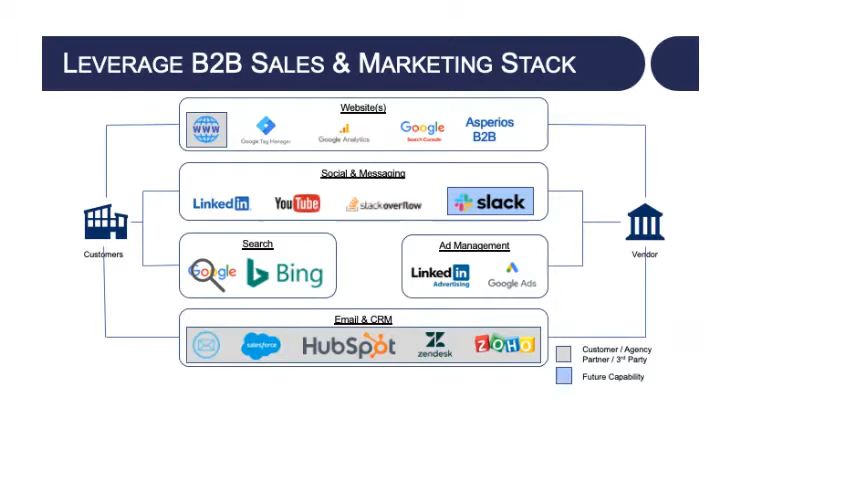 LEVERAGE B2B SALES & MARKETING STACK
Website(s)
WWW
Google Tag Manager
Google Analytics
Google
Search Console
Asperios
B2B
Social & Messaging
LinkedIn
YouTube
stackoverflow
slack
Customers
Vendor
Search
Google
Bing
Ad Management
LinkedIn
Advertising
Google Ads
Email & CRM
salesforce
HubSpot
zendesk
ZOHO
Customer / Agency
Partner / 3rd Party
Future Capability